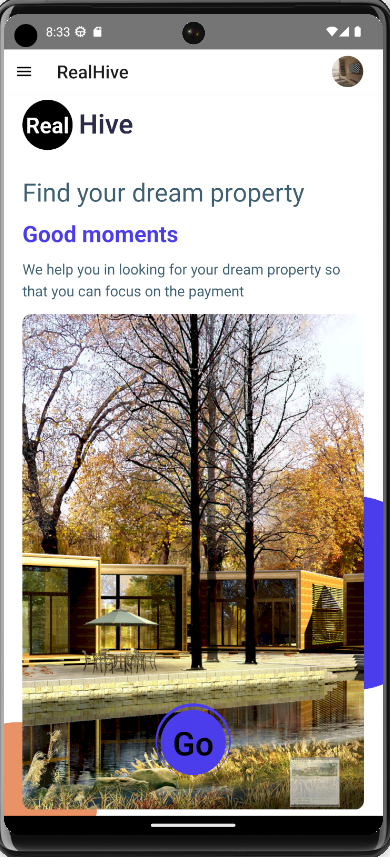 8:33
RealHive
Real Hive
Find your dream property
Good moments
We help you in looking for your dream property so
that you can focus on the payment
Go